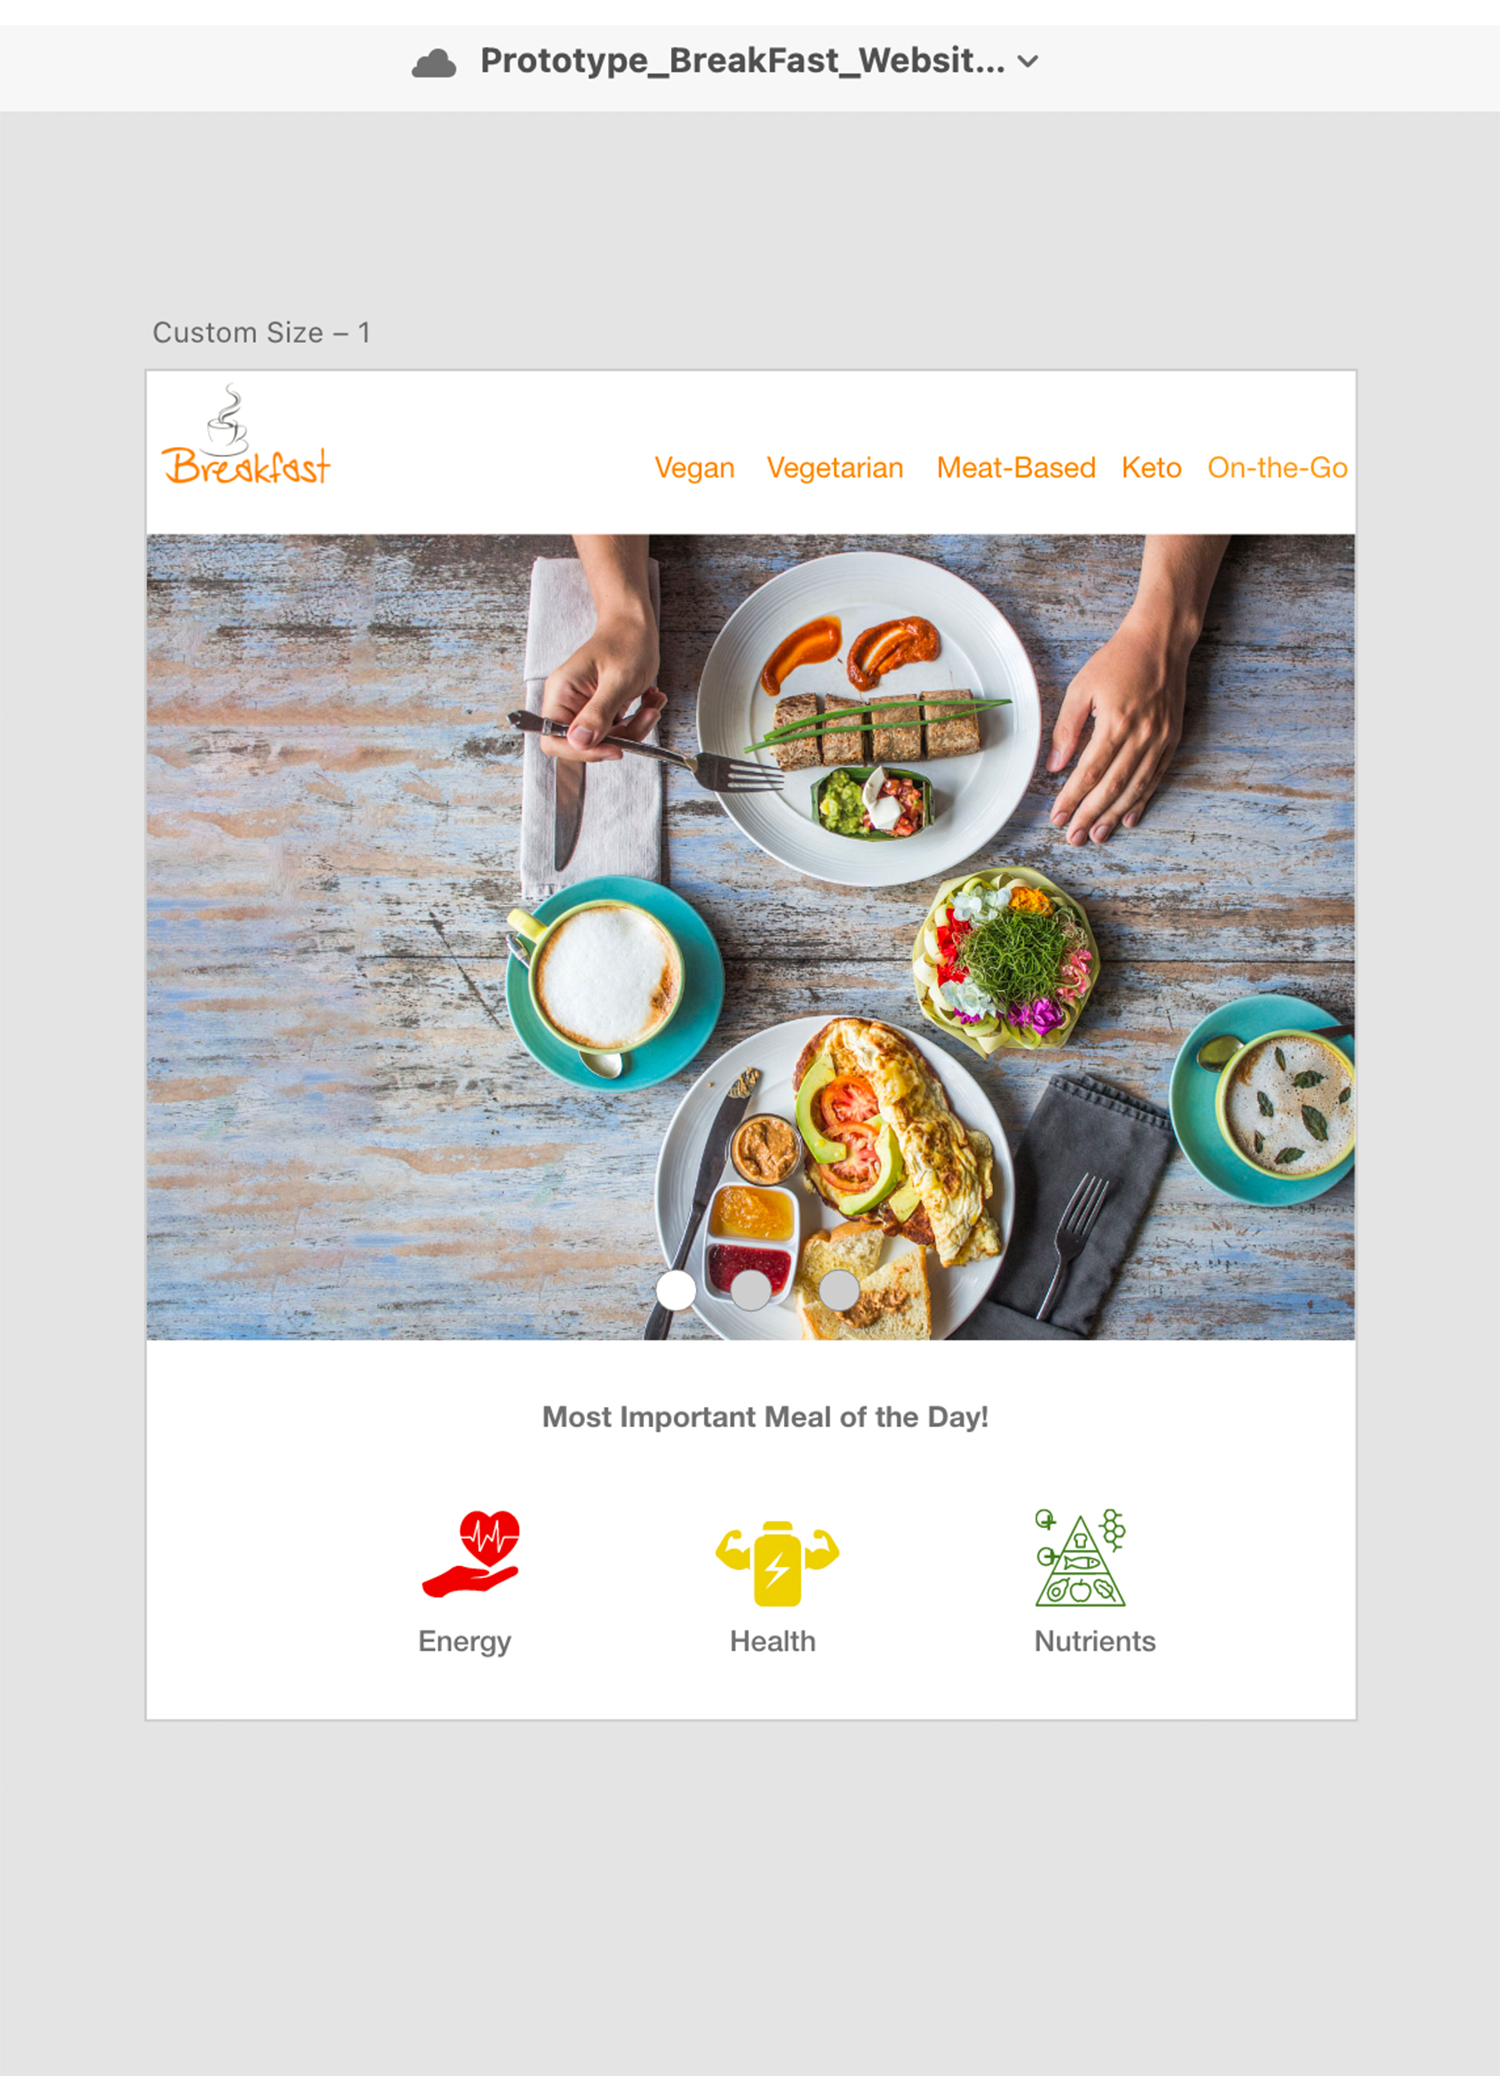 Prototype_BreakFast_Websit...
Custom Size – 1
Breakfast
Vegan Vegetarian Meat-Based Keto On-the-Go
Most Important Meal of the Day!
Energy Health Nutrients